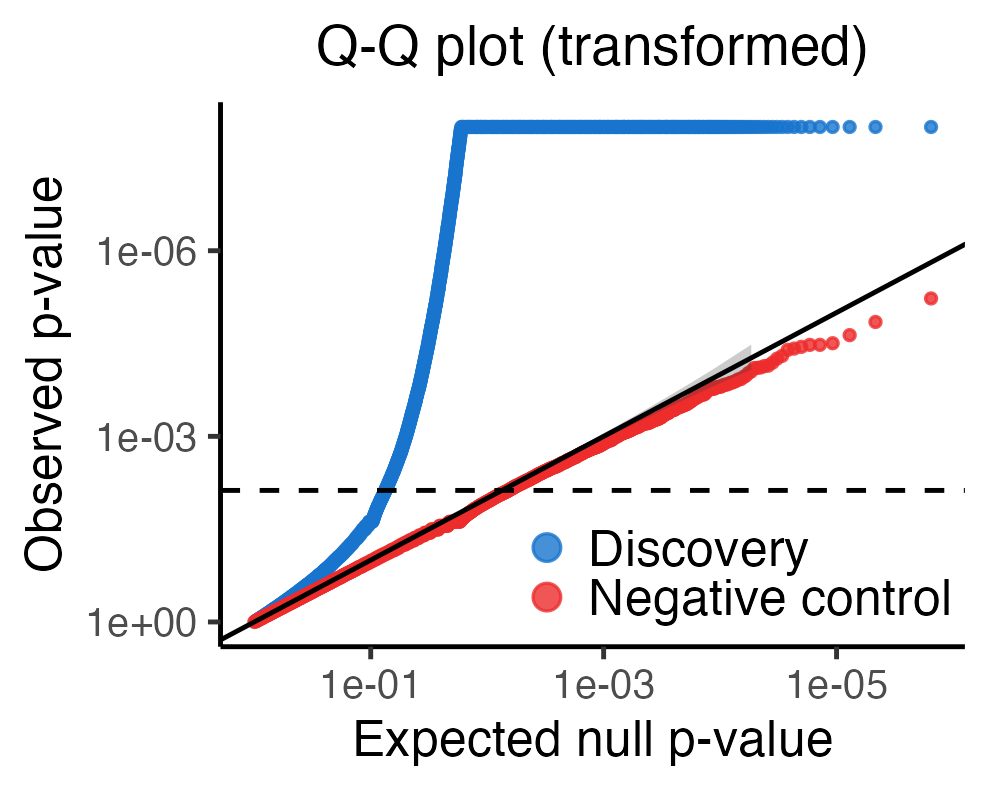 Q-Q plot (transformed)
Observed p-value
1e-06
1e-03
1e+00
Discovery
Negative control
1e-01
1e-03
1e-05
Expected null p-value